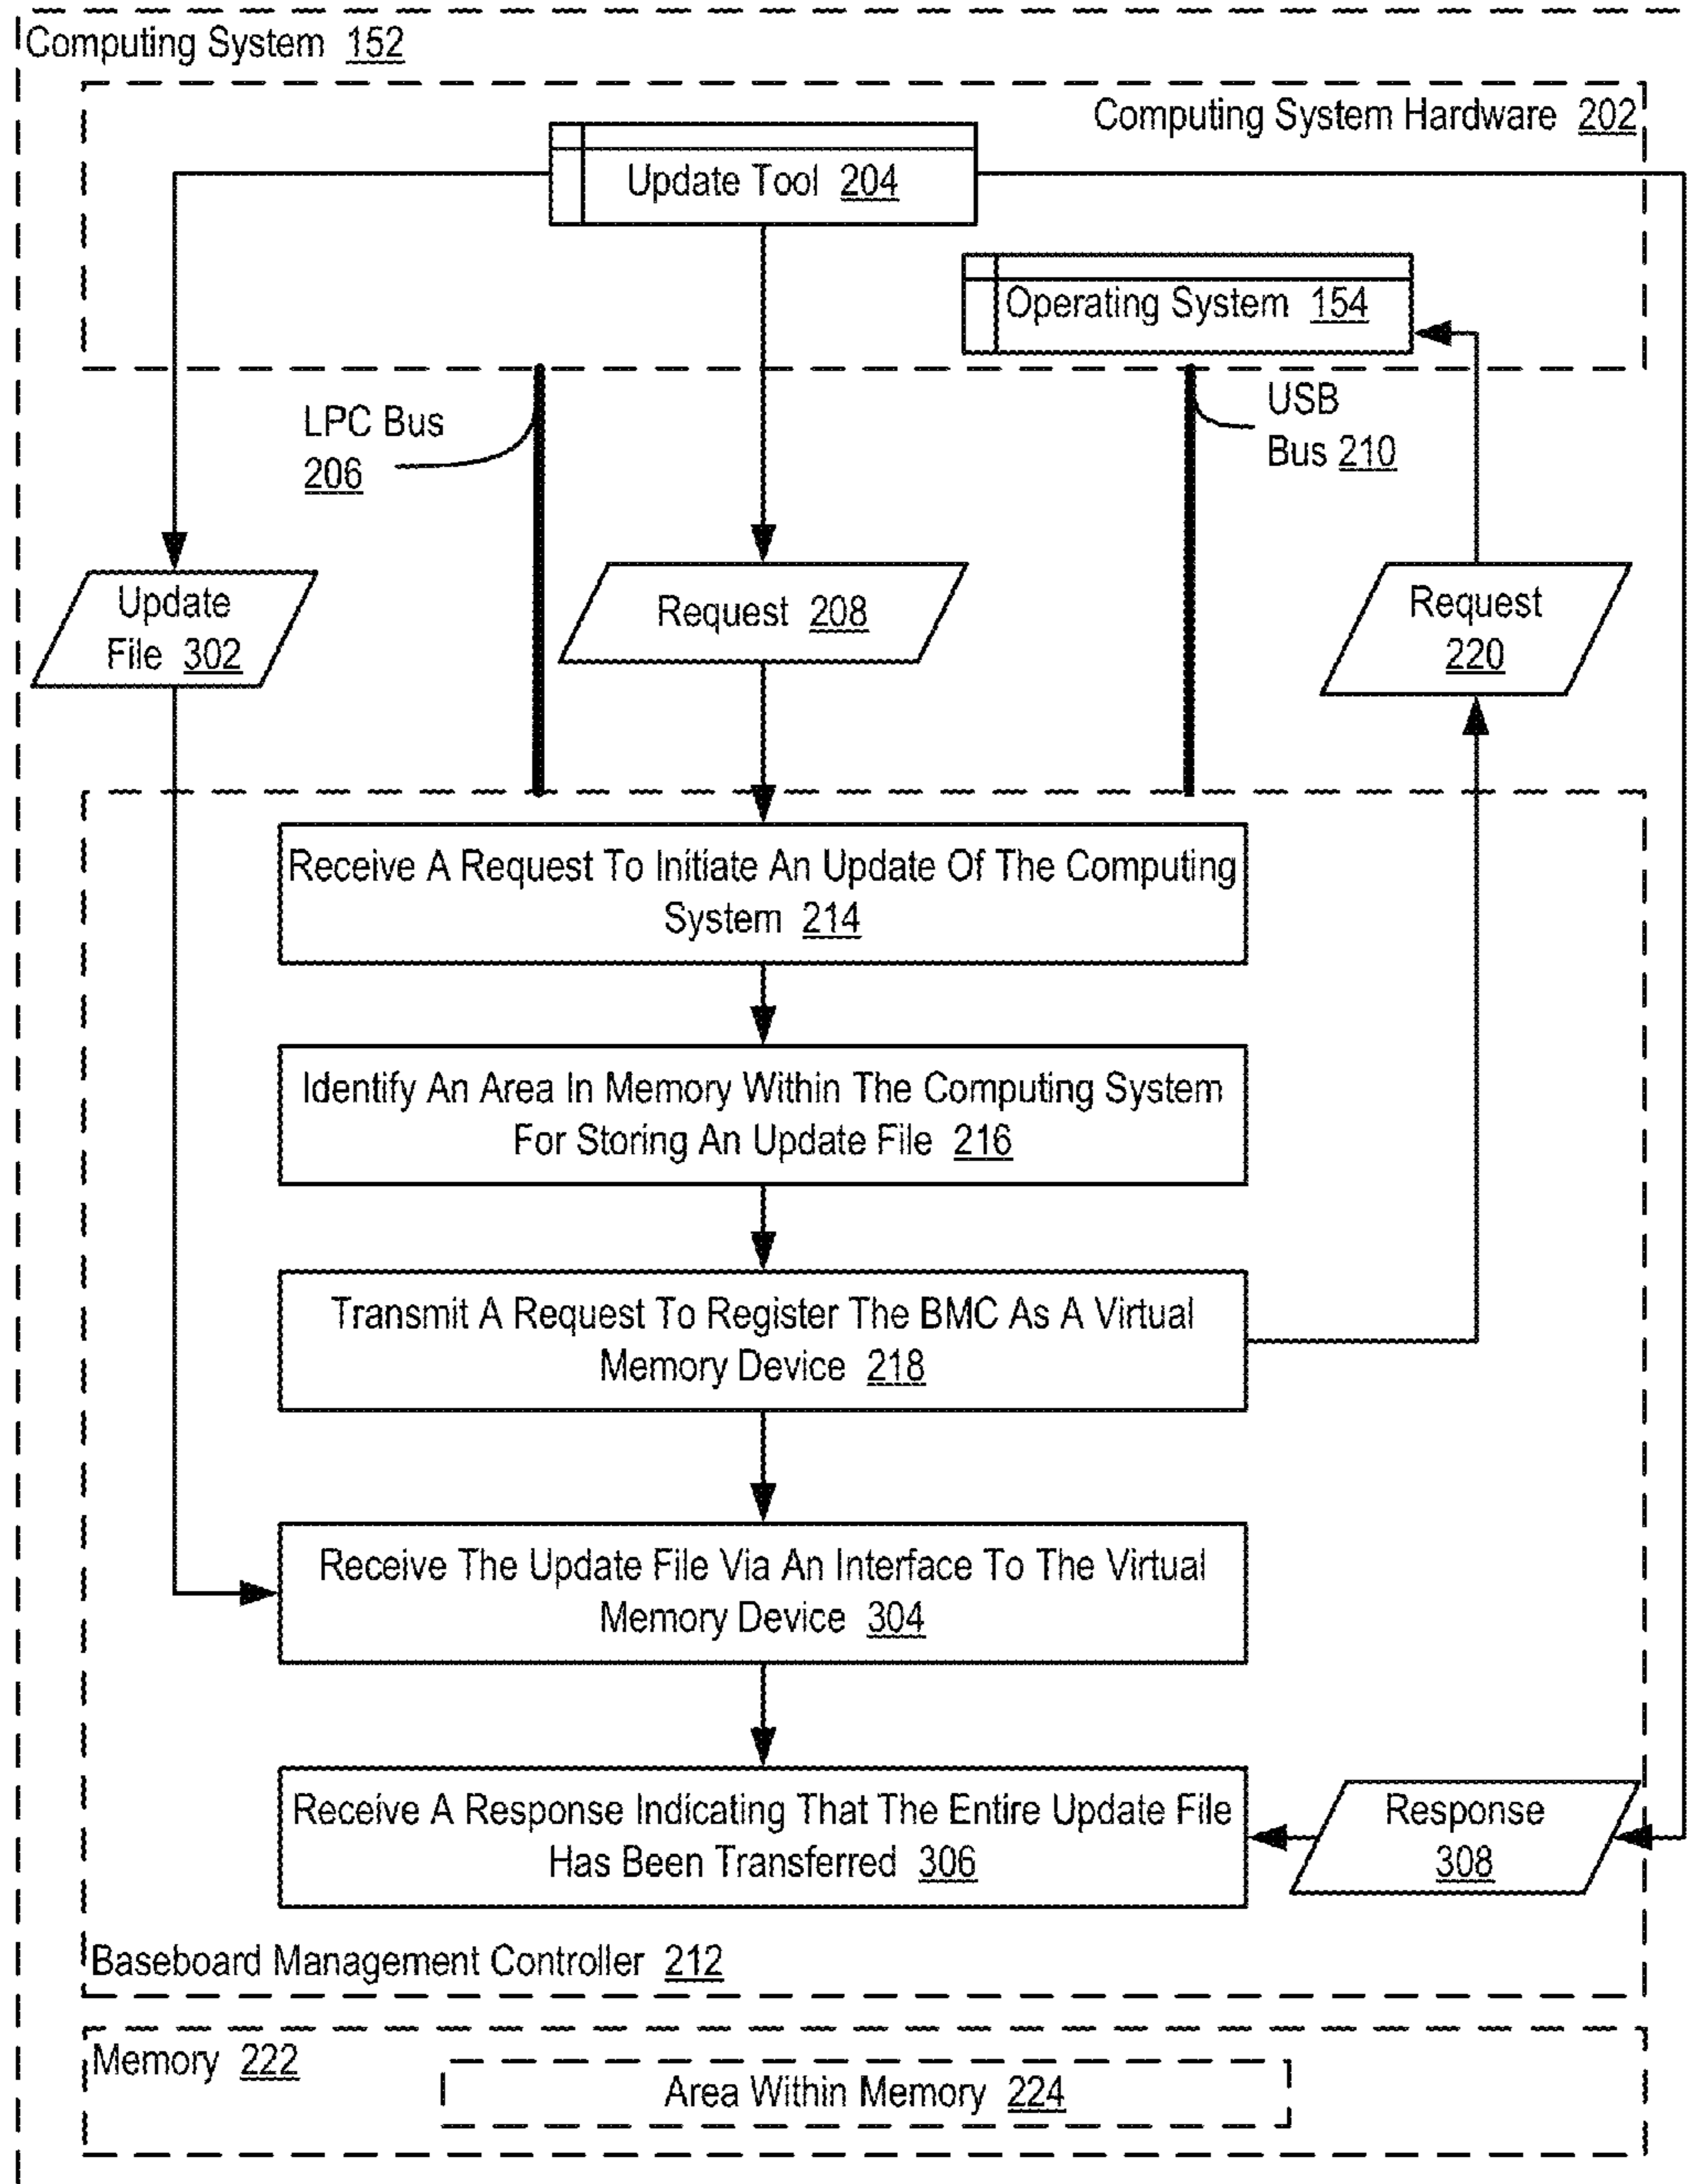 Computing System 152
Computing System Hardware 202
Update Tool 204
Operating System 154
LPC Bus
206
USB
Bus 210
Update
File 302
Request 208
Request
220
Receive A Request To Initiate An Update Of The Computing
System 214
Identify An Area In Memory Within The Computing System
For Storing An Update File 216
Transmit A Request To Register The BMC As A Virtual
Memory Device 218
Receive The Update File Via An Interface To The Virtual
Memory Device 304
Receive A Response Indicating That The Entire Update File
Has Been Transferred 306
Response
308
Baseboard Management Controller 212
Memory 222
Area Within Memory 224